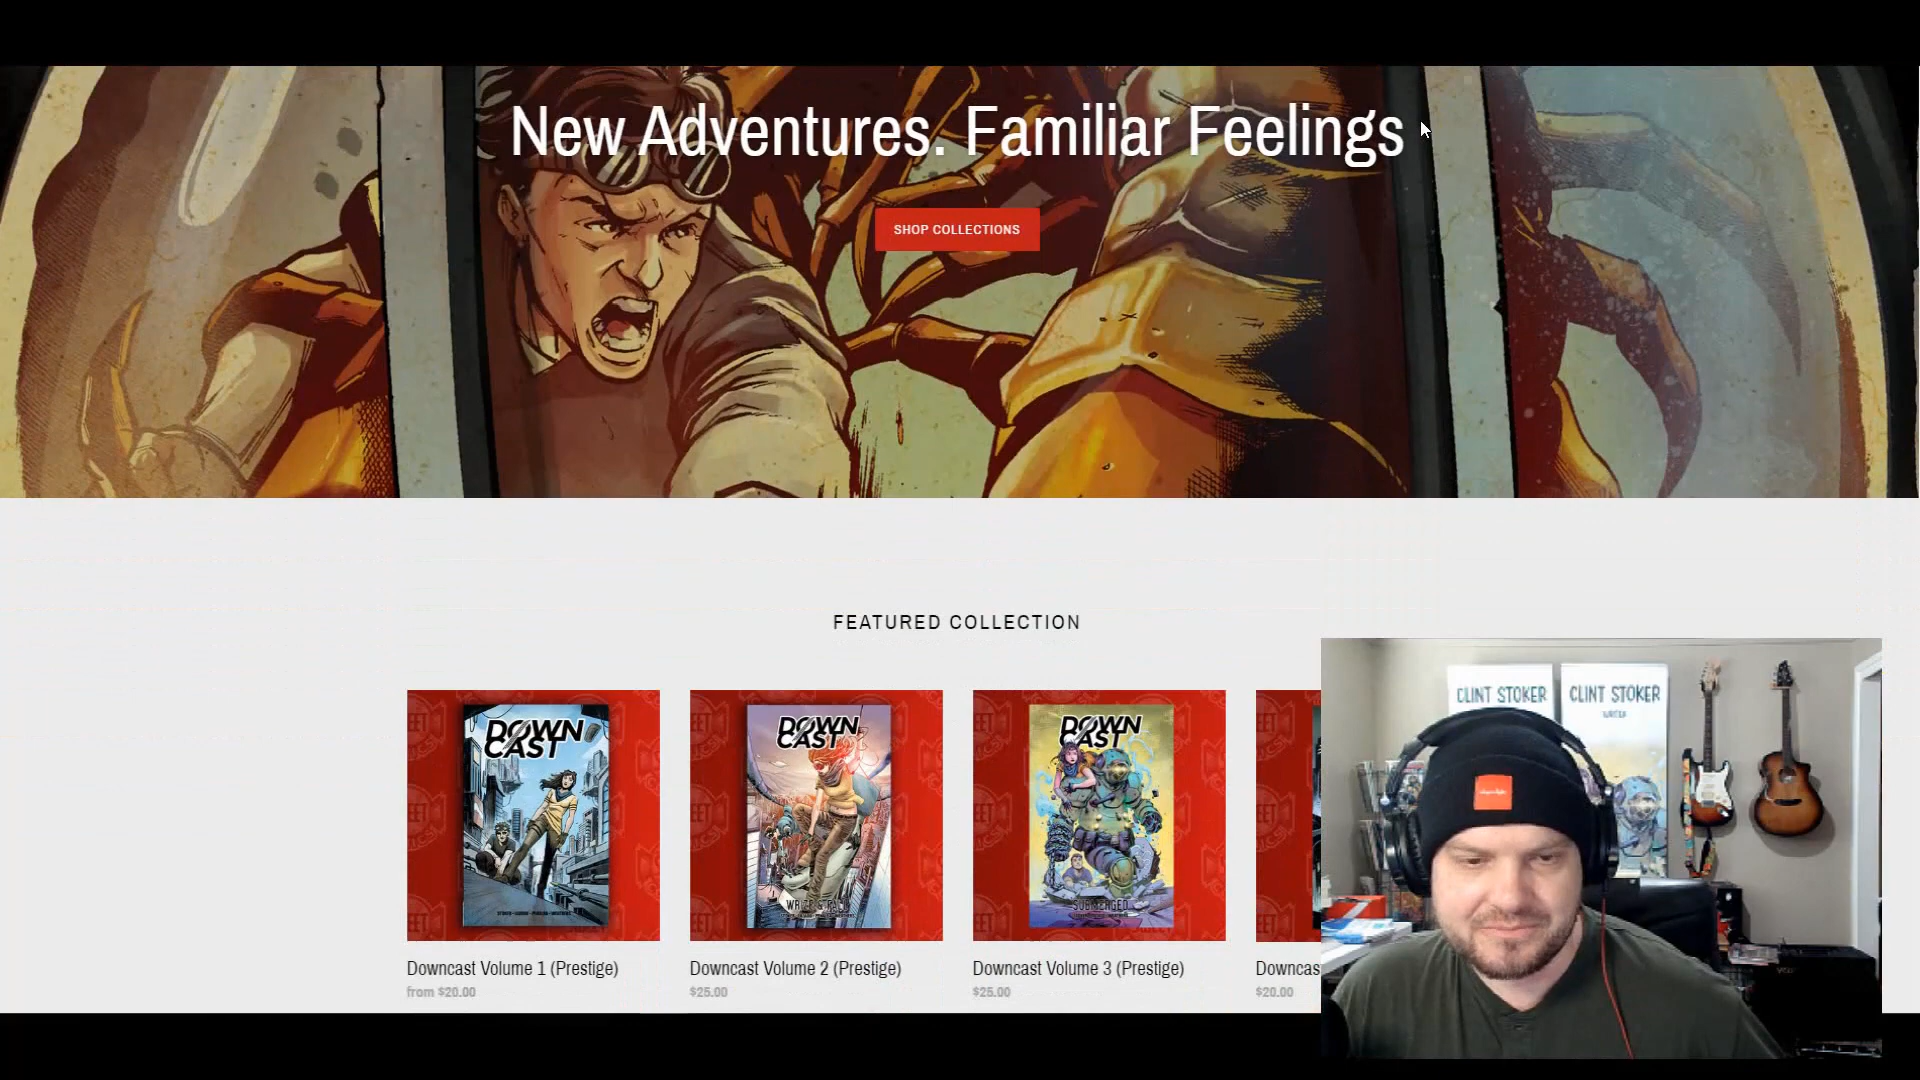 New Adventures. Familiar Feelings
SHOP COLLECTIONS
FEATURED COLLECTION
DOWN
CAST
DOWN
CAST
DOWN
CAST
SUBMERGED
Downcast Volume 1 (Prestige)
from $20.00
Downcast Volume 2 (Prestige)
$25.00
Downcast Volume 3 (Prestige)
$25.00
Downcas
$20.00
CLINT STOKER
CLINT STOKER
WRITER